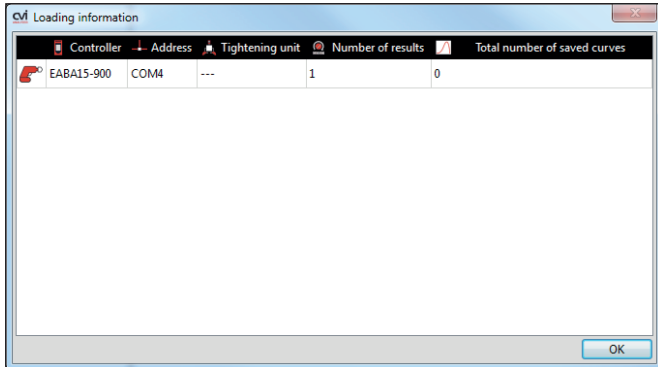 cvi Loading information
Controller Address Tightening unit Number of results Total number of saved curves
EABA15-900 COM4 --- 1 0
OK